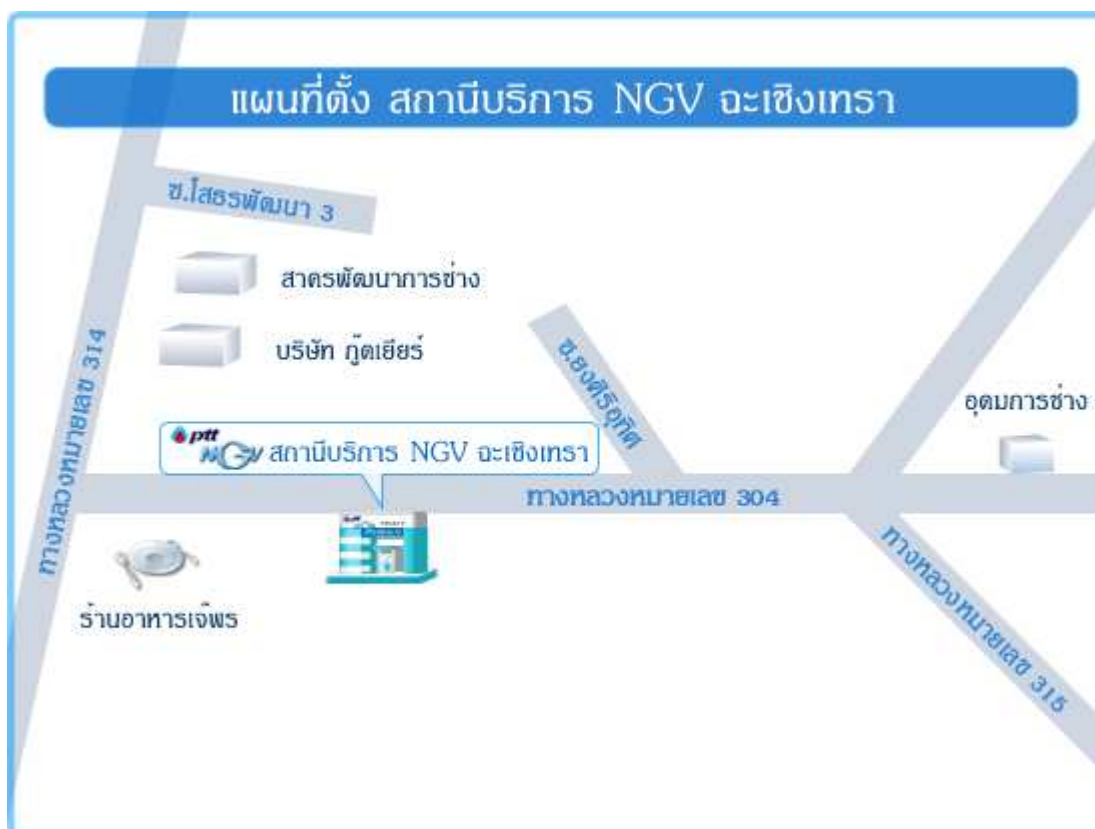 แผนที่ตั้ง สถานีบริการ NGV ฉะเชิงเทรา
ซ.โสธรพัฒนา 3
สาครพัฒนาการช่าง
บริษัท กู๊ดเยียร์
ทางหลวงหมายเลข 314
ซ.ยงศิริอุทิศ
อุดมการช่าง
ptt
NGV สถานีบริการ NGV ฉะเชิงเทรา
ทางหลวงหมายเลข 304
ร้านอาหารเจ๊พร
ทางหลวงหมายเลข 315